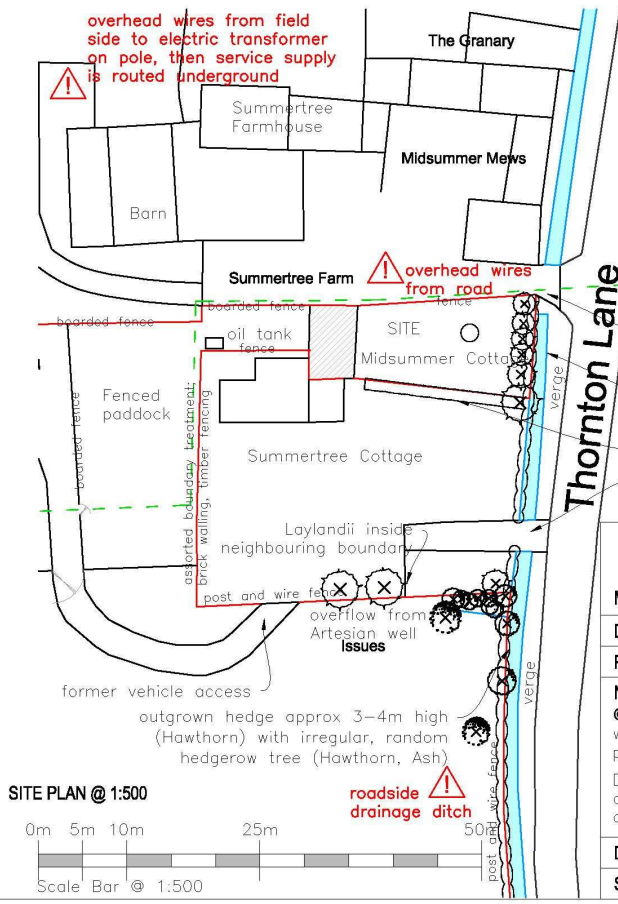 overhead wires from field
side to electric transformer
on pole, then service supply
is routed underground
The Granary
Summertree
Farmhouse
Midsummer Mews
Barn
Summertree Farm
overhead wires
from road
boarded fence
boarded fence
fence
oil tank
fence
SITE
Midsummer Cottage
Thornton Lane
verge
Fenced
paddock
boarded fence
assorted boundary treatment:
brick walling, timber fencing
Summertree Cottage
Laylandii inside
neighbouring boundary
post and wire fence
overflow from
Artesian well
Issues
former vehicle access
verge
outgrown hedge approx 3-4m high
(Hawthorn) with irregular, random
hedgerow tree (Hawthorn, Ash)
SITE PLAN @ 1:500
roadside
drainage ditch
post and wire fence
0m 5m 10m 25m 50m
Scale Bar @ 1:500